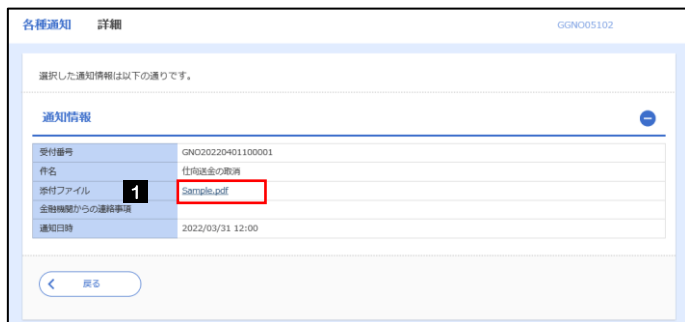 各種通知 詳細 GGNO05102
選択した通知情報は以下の通りです。
通知情報
受付番号 GNO20220401100001
件名 仕向送金の取消
添付ファイル 1 Sample.pdf
金融機関からの連絡事項
通知日時 2022/03/31 12:00
戻る